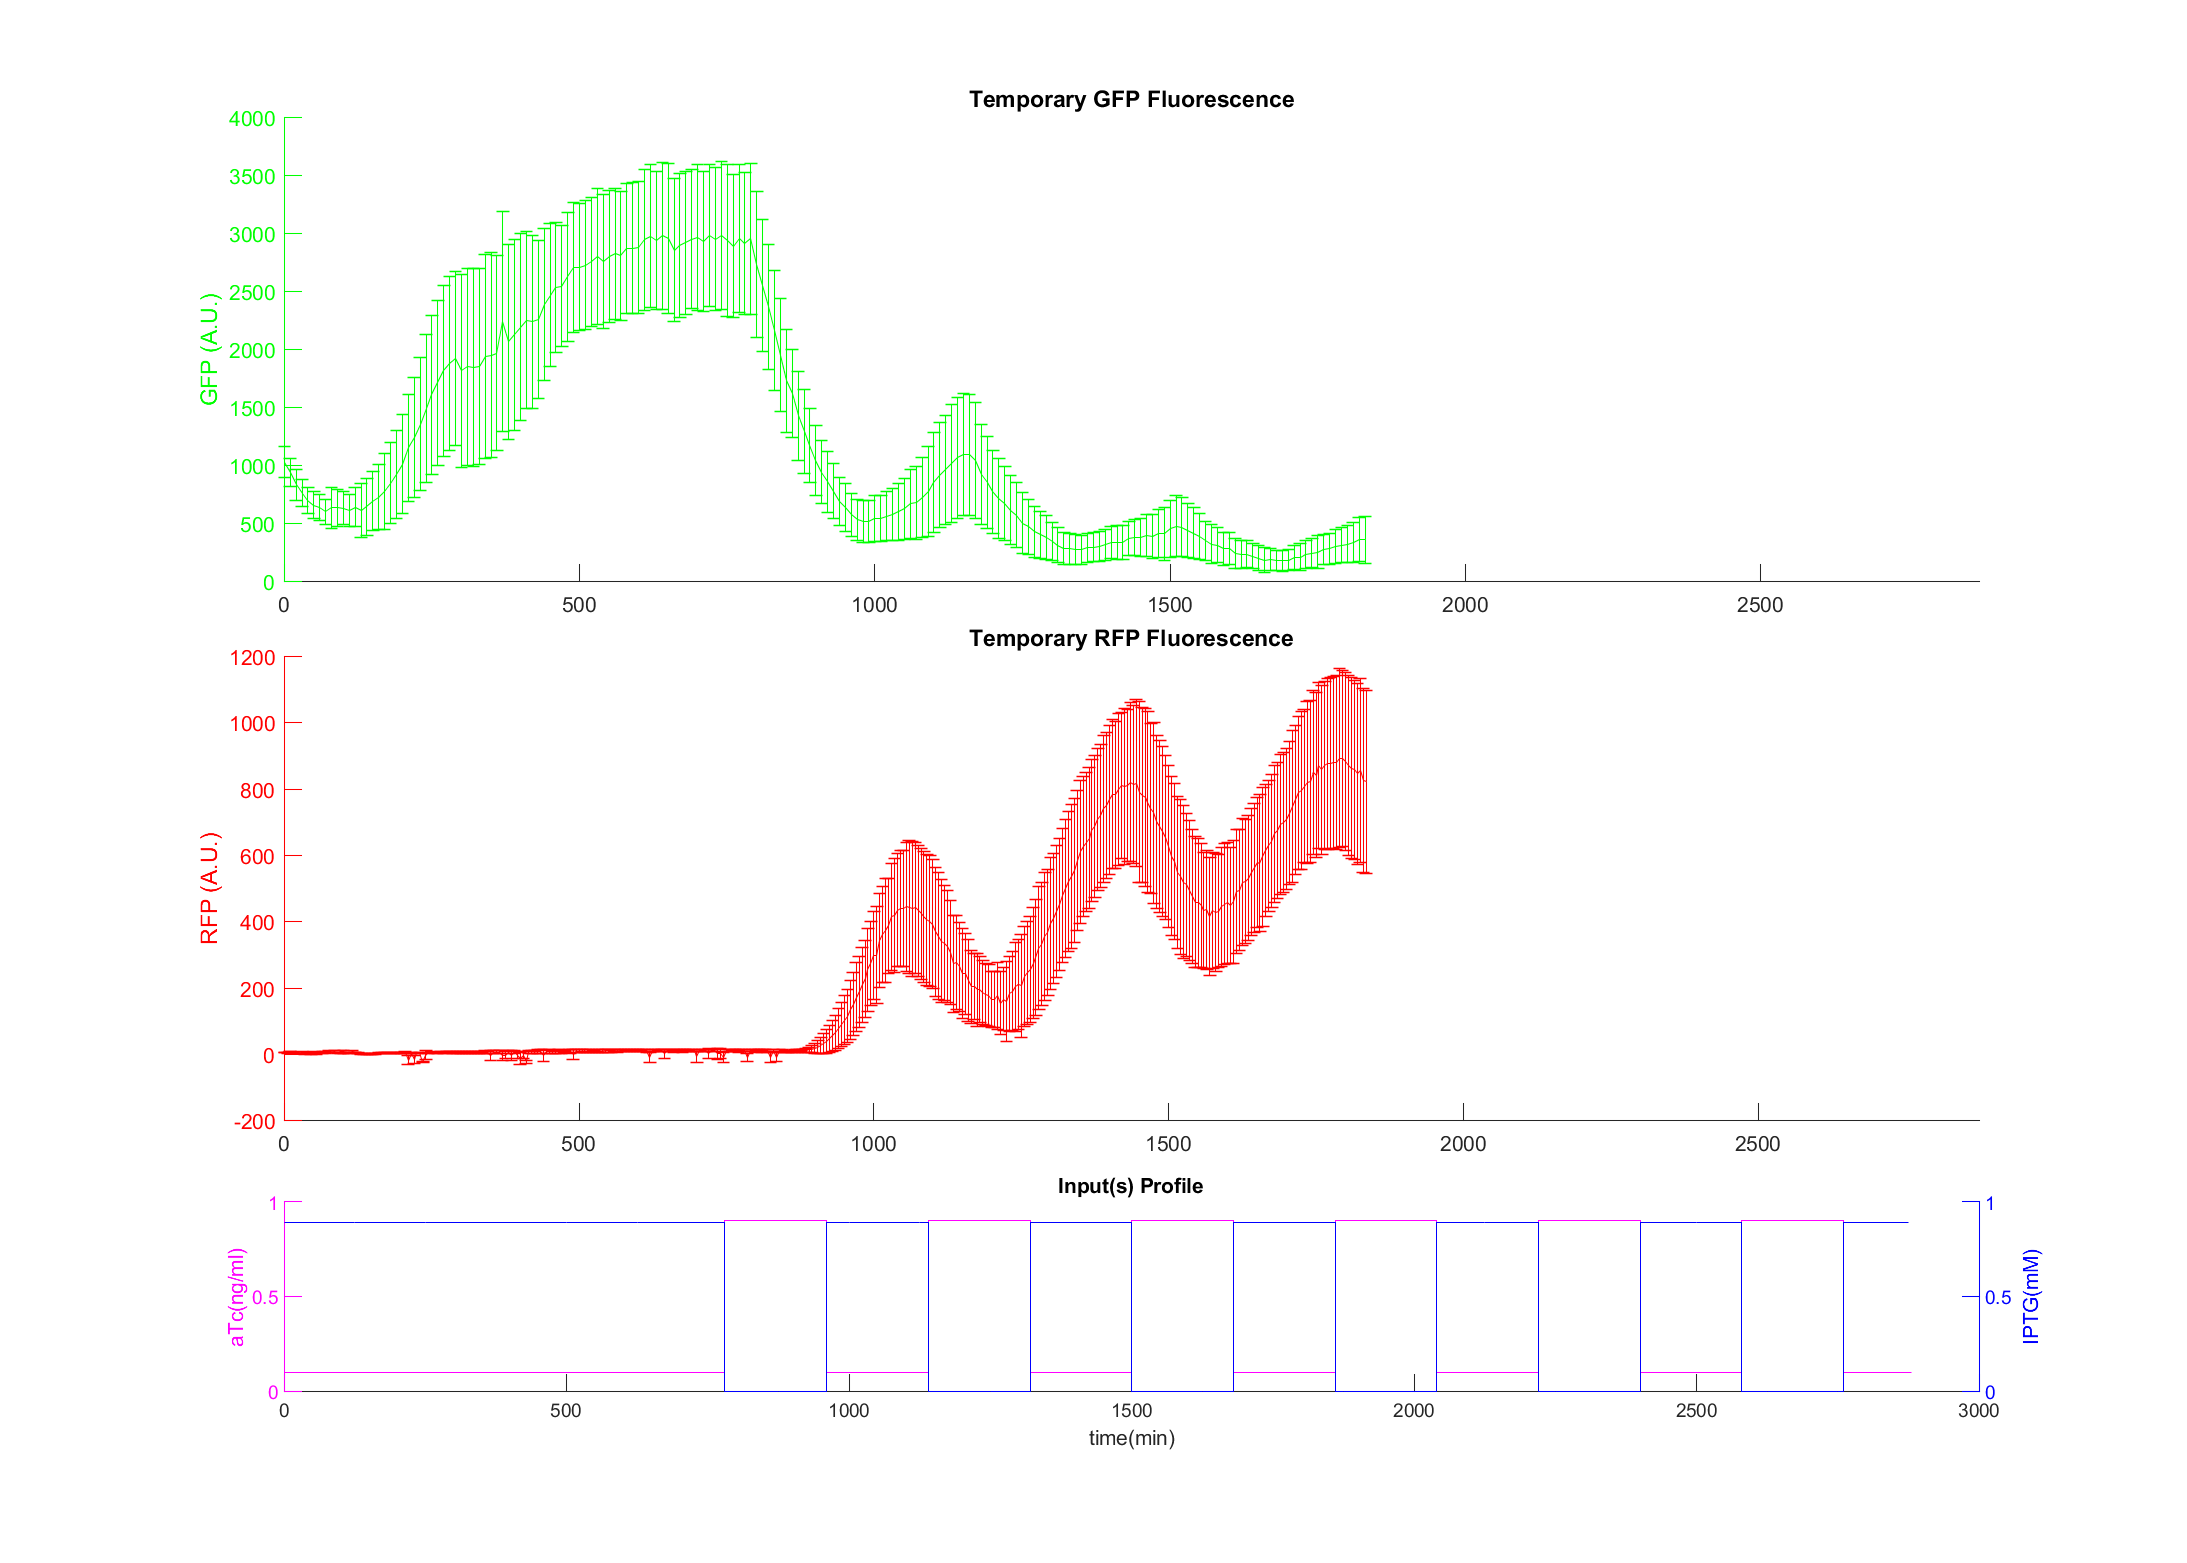 Temporary GFP Fluorescence
4000
3500
3000
2500
2000
1500
1000
500
0
GFP (A.U.)
0 500 1000 1500 2000 2500
Temporary RFP Fluorescence
1200
1000
800
600
400
200
0
-200
RFP (A.U.)
0 500 1000 1500 2000 2500
Input(s) Profile
1
0.5
0
aTc(ng/ml)
1
0.5
0
IPTG(mM)
0 500 1000 1500 2000 2500 3000
time(min)